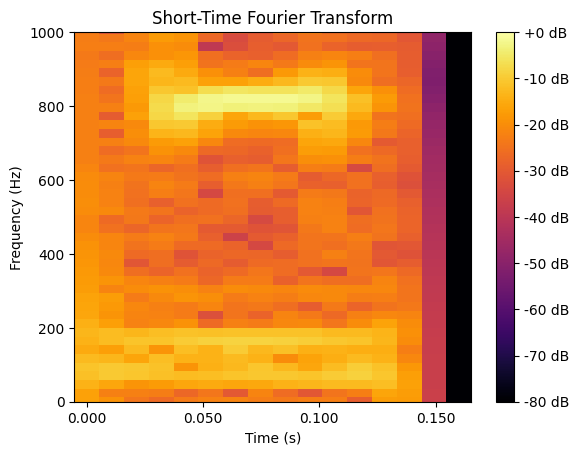 Short-Time Fourier Transform
1000
800
600
400
200
0
Frequency (Hz)
0.000
0.050
0.100
0.150
Time (s)
+0 dB
-10 dB
-20 dB
-30 dB
-40 dB
-50 dB
-60 dB
-70 dB
-80 dB